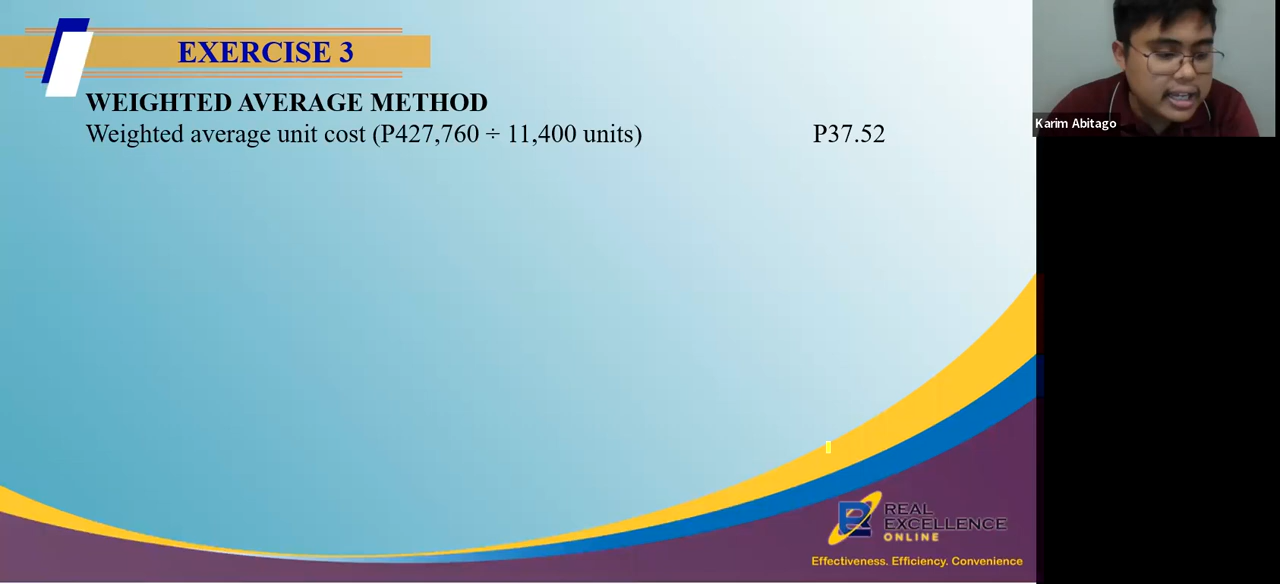 EXERCISE 3
WEIGHTED AVERAGE METHOD
Weighted average unit cost (P427,760 ÷ 11,400 units) P37.52
Karim Abitago
REAL
EXCELLENCE
ONLINE
Effectiveness. Efficiency. Convenience